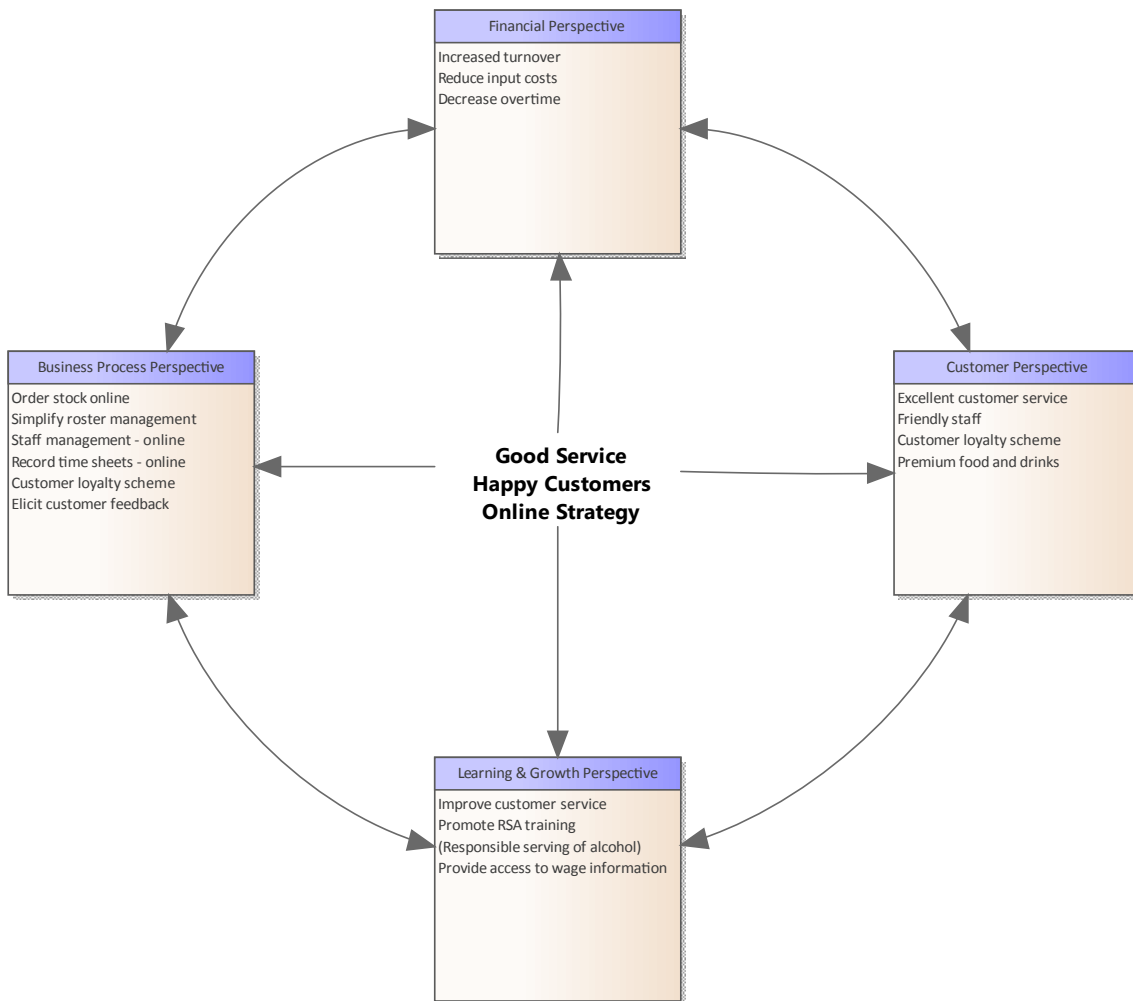 Financial Perspective
Increased turnover
Reduce input costs
Decrease overtime
Business Process Perspective
Order stock online
Simplify roster management
Staff management - online
Record time sheets - online
Customer loyalty scheme
Elicit customer feedback
Good Service
Happy Customers
Online Strategy
Customer Perspective
Excellent customer service
Friendly staff
Customer loyalty scheme
Premium food and drinks
Learning & Growth Perspective
Improve customer service
Promote RSA training
(Responsible serving of alcohol)
Provide access to wage information